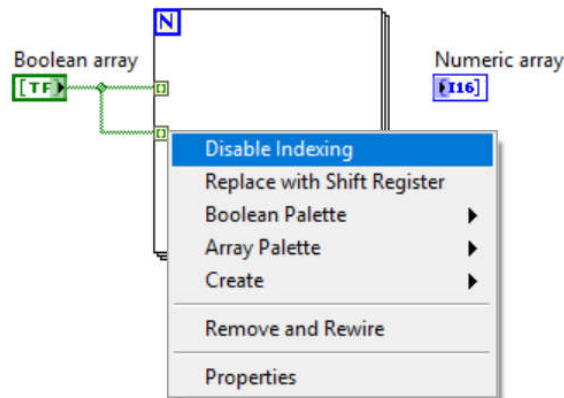 N
Boolean array
TF
Numeric array
I16
Disable Indexing
Replace with Shift Register
Boolean Palette
Array Palette
Create
Remove and Rewire
Properties